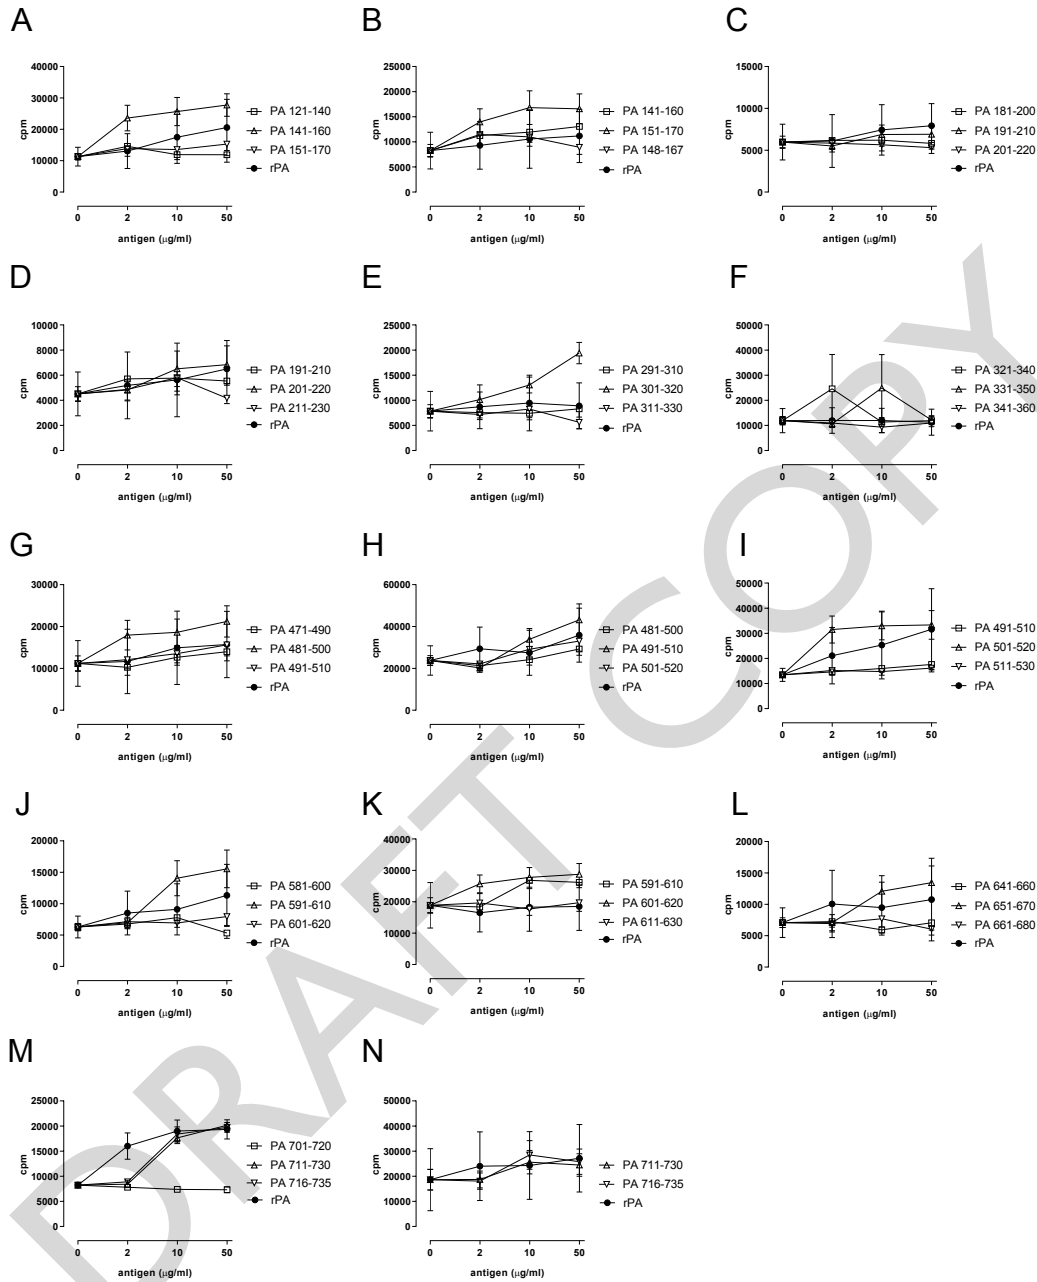 A
40000
30000
20000
10000
0
cpm
0 2 10 50
antigen (μg/ml)
PA 121-140
PA 141-160
PA 151-170
rPA
B
20000
15000
10000
5000
0
cpm
0 2 10 50
antigen (μg/ml)
PA 141-160
PA 151-170
PA 148-167
rPA
C
15000
10000
5000
0
cpm
0 2 10 50
antigen (μg/ml)
PA 181-200
PA 191-210
PA 201-220
rPA
D
10000
8000
6000
4000
2000
0
cpm
0 2 10 50
antigen (μg/ml)
PA 191-210
PA 201-220
PA 211-230
rPA
E
25000
20000
15000
10000
5000
0
cpm
0 2 10 50
antigen (μg/ml)
PA 291-310
PA 301-320
PA 311-330
rPA
F
50000
40000
30000
20000
10000
0
cpm
0 2 10 50
antigen (μg/ml)
PA 321-340
PA 331-350
PA 341-360
rPA
G
30000
20000
10000
0
cpm
0 2 10 50
antigen (μg/ml)
PA 471-490
PA 481-500
PA 491-510
rPA
H
60000
40000
20000
0
cpm
0 2 10 50
antigen (μg/ml)
PA 481-500
PA 491-510
PA 501-520
rPA
I
50000
40000
30000
20000
10000
0
cpm
0 2 10 50
antigen (μg/ml)
PA 491-510
PA 501-520
PA 511-530
rPA
J
20000
15000
10000
5000
0
cpm
0 2 10 50
antigen (μg/ml)
PA 581-600
PA 591-610
PA 601-620
rPA
K
40000
30000
20000
10000
0
cpm
0 2 10 50
antigen (μg/ml)
PA 591-610
PA 601-620
PA 611-630
rPA
L
20000
15000
10000
5000
0
cpm
0 2 10 50
antigen (μg/ml)
PA 641-660
PA 651-670
PA 661-680
rPA
M
25000
20000
15000
10000
5000
0
cpm
0 2 10 50
antigen (μg/ml)
PA 701-720
PA 711-730
PA 716-735
rPA
N
50000
40000
30000
20000
10000
0
cpm
0 2 10 50
antigen (μg/ml)
PA 711-730
PA 716-735
rPA
DRAFT COPY